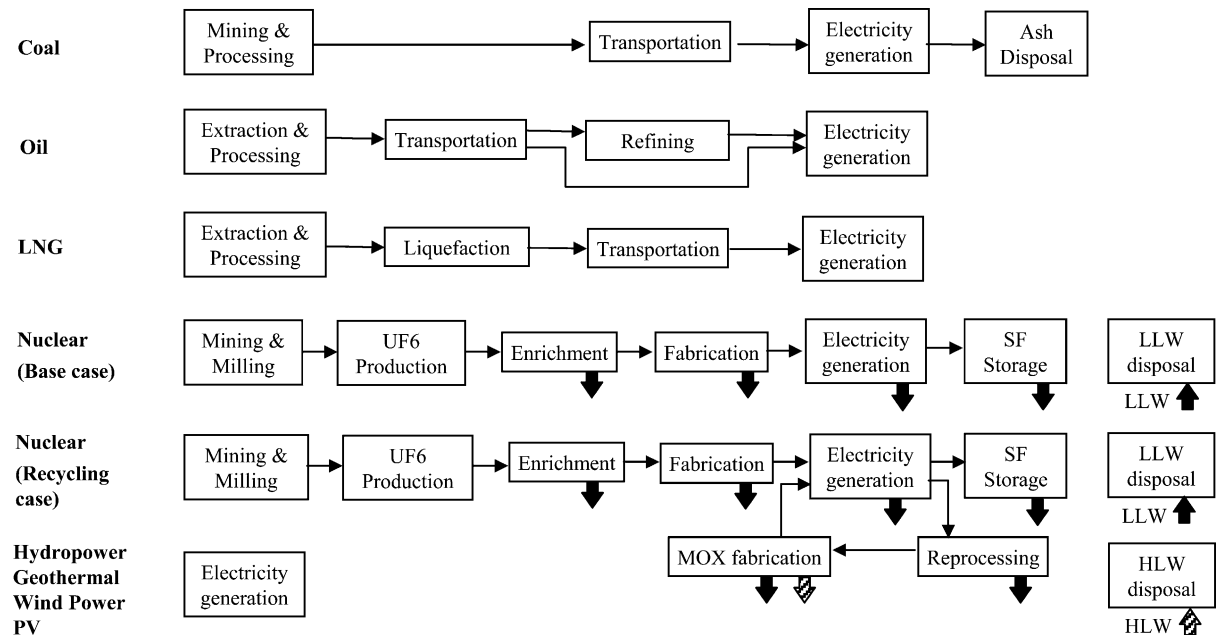 Coal
Mining &
Processing
Transportation
Electricity
generation
Ash
Disposal
Oil
Extraction &
Processing
Transportation
Refining
Electricity
generation
LNG
Extraction &
Processing
Liquefaction
Transportation
Electricity
generation
Nuclear
(Base case)
Mining &
Milling
UF6
Production
Enrichment
Fabrication
Electricity
generation
SF
Storage
LLW
disposal
LLW
Nuclear
(Recycling
case)
Mining &
Milling
UF6
Production
Enrichment
Fabrication
Electricity
generation
SF
Storage
LLW
disposal
LLW
MOX fabrication
Reprocessing
HLW
disposal
HLW
Hydropower
Geothermal
Wind Power
PV
Electricity
generation